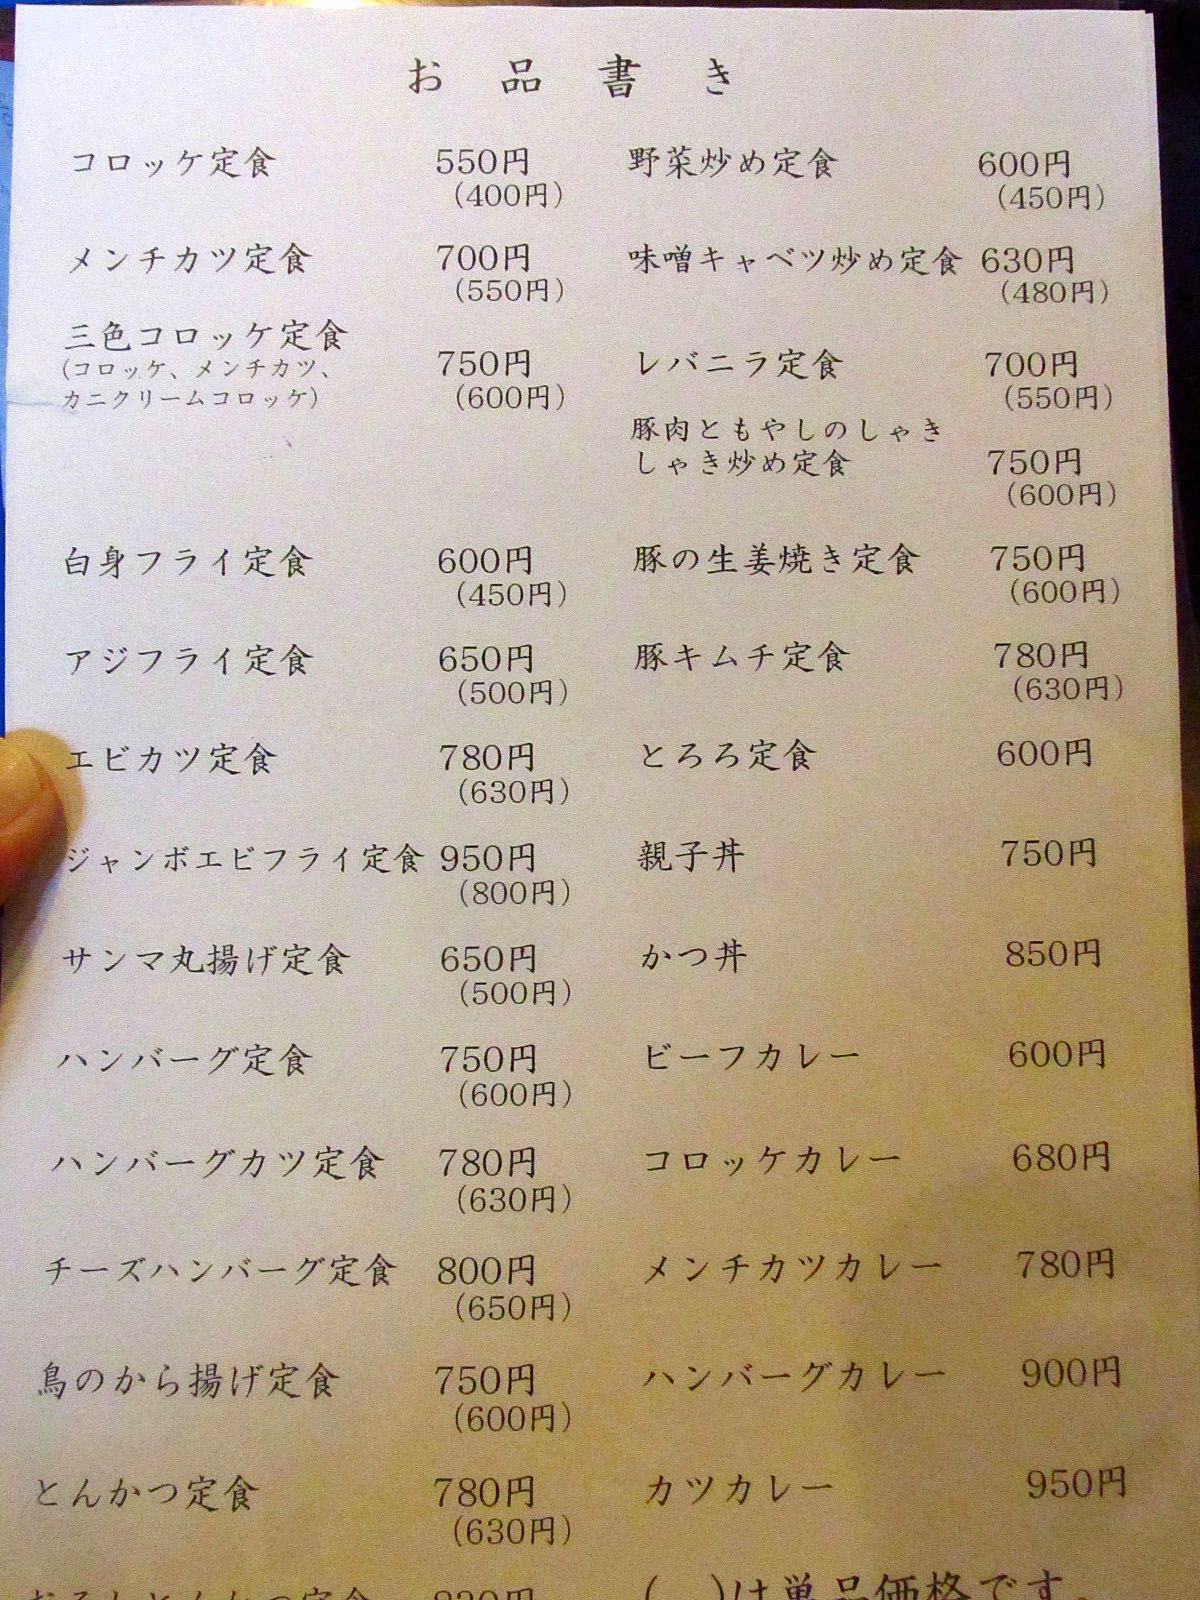 お品書き
コロッケ定食 550円
(400円)
メンチカツ定食 700円
(550円)
三色コロッケ定食
(コロッケ、メンチカツ、 750円
カニクリームコロッケ) (600円)
白身フライ定食 600円
(450円)
アジフライ定食 650円
(500円)
エビカツ定食 780円
(630円)
ジャンボエビフライ定食 950円
(800円)
サンマ丸揚げ定食 650円
(500円)
ハンバーグ定食 750円
(600円)
ハンバーグカツ定食 780円
(630円)
チーズハンバーグ定食 800円
(650円)
鳥のから揚げ定食 750円
(600円)
とんかつ定食 780円
(630円)
野菜炒め定食 600円
(450円)
味噌キャベツ炒め定食 630円
(480円)
レバニラ定食 700円
(550円)
豚肉ともやしのしゃき
しゃき炒め定食 750円
(600円)
豚の生姜焼き定食 750円
(600円)
豚キムチ定食 780円
(630円)
とろろ定食 600円
親子丼 750円
かつ丼 850円
ビーフカレー 600円
コロッケカレー 680円
メンチカツカレー 780円
ハンバーグカレー 900円
カツカレー 950円
( )は単品価格です。